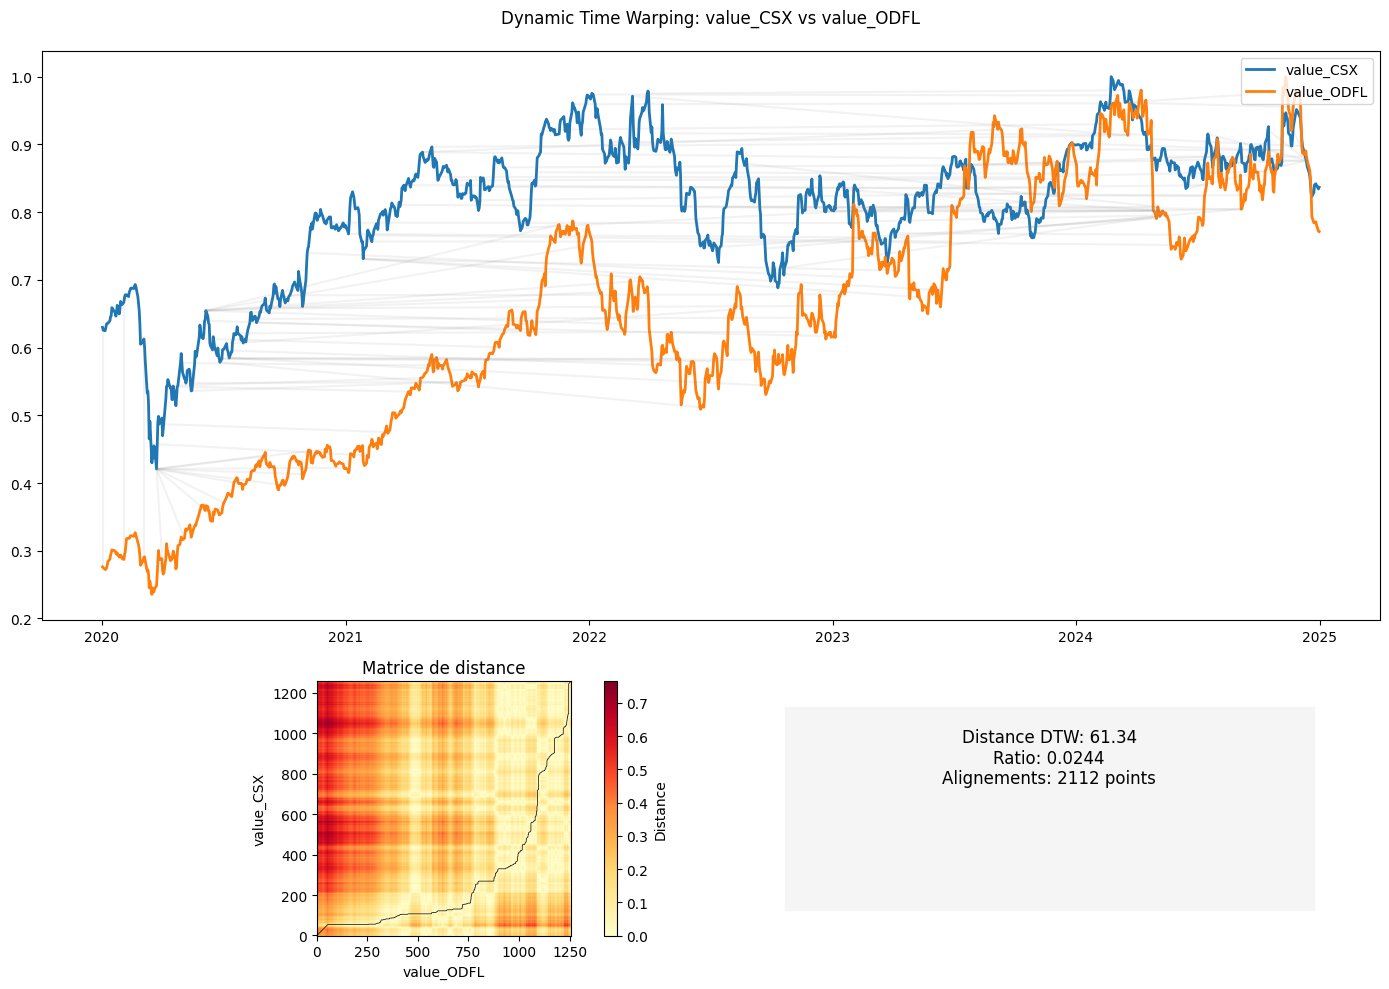 Dynamic Time Warping: value_CSX vs value_ODFL
value_CSX
value_ODFL
1.0
0.9
0.8
0.7
0.6
0.5
0.4
0.3
0.2
2020 2021 2022 2023 2024 2025
Matrice de distance
1200
1000
800
600
400
200
0
value_CSX
0 250 500 750 1000 1250
value_ODFL
0.7
0.6
0.5
0.4
0.3
0.2
0.1
0.0
Distance
Distance DTW: 61.34
Ratio: 0.0244
Alignements: 2112 points